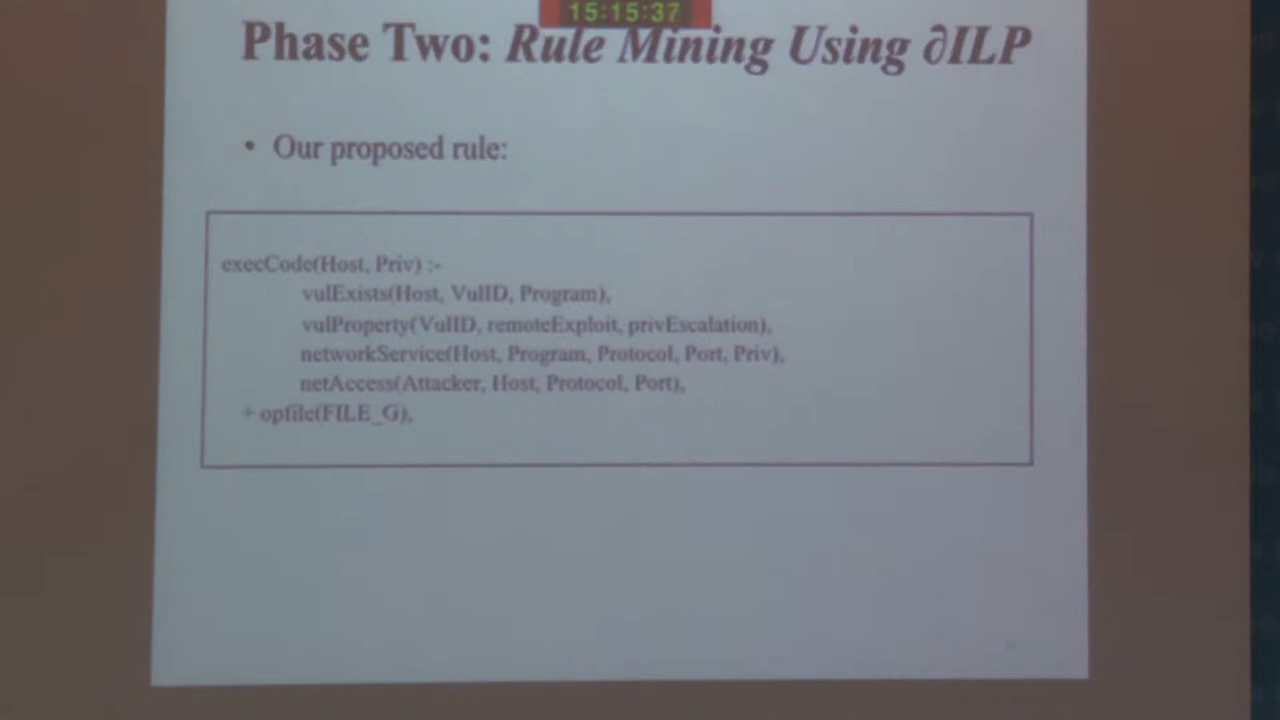 15:15:37
Phase Two: Rule Mining Using ∂ILP
• Our proposed rule:
execCode(Host, Priv) :-
vulExists(Host, VulID, Program),
vulProperty(VulID, remoteExploit, privEscalation),
networkService(Host, Program, Protocol, Port, Priv),
netAccess(Attacker, Host, Protocol, Port),
+ opfile(FILE_G),